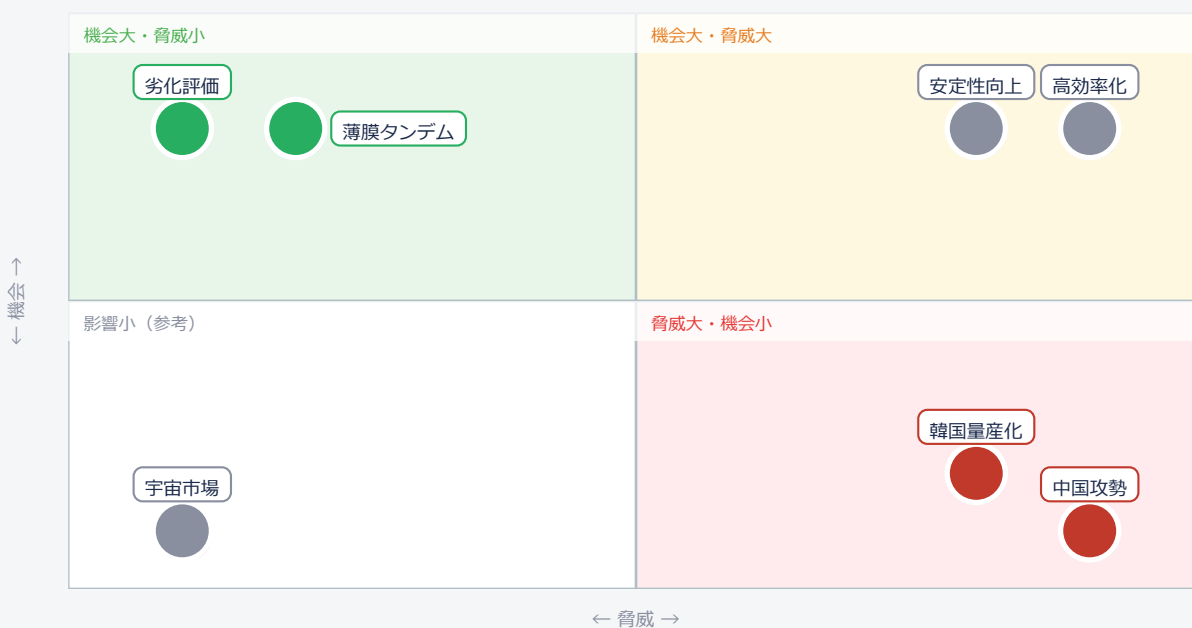 機会大・脅威小
機会大・脅威大
劣化評価
薄膜タンデム
安定性向上
高効率化
← 機会 →
影響小（参考）
脅威大・機会小
韓国量産化
宇宙市場
中国攻勢
← 脅威 →